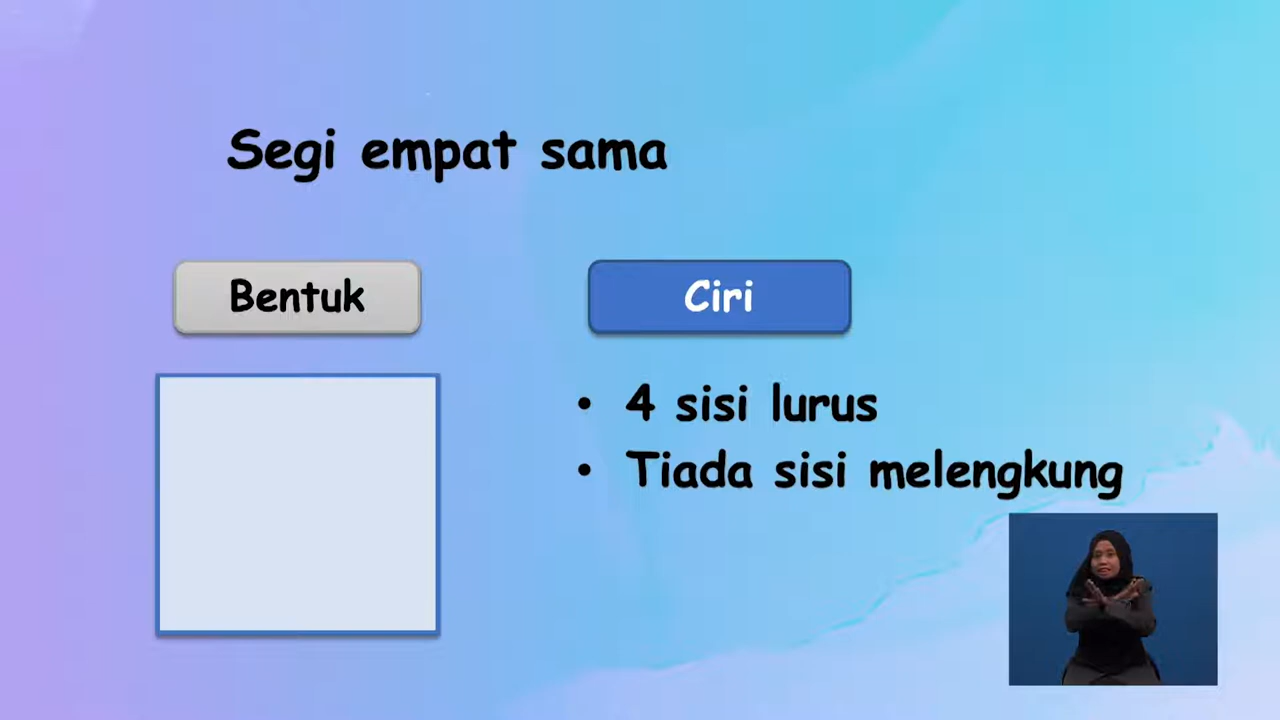 Segi empat sama
Bentuk
Ciri
• 4 sisi lurus
• Tiada sisi melengkung